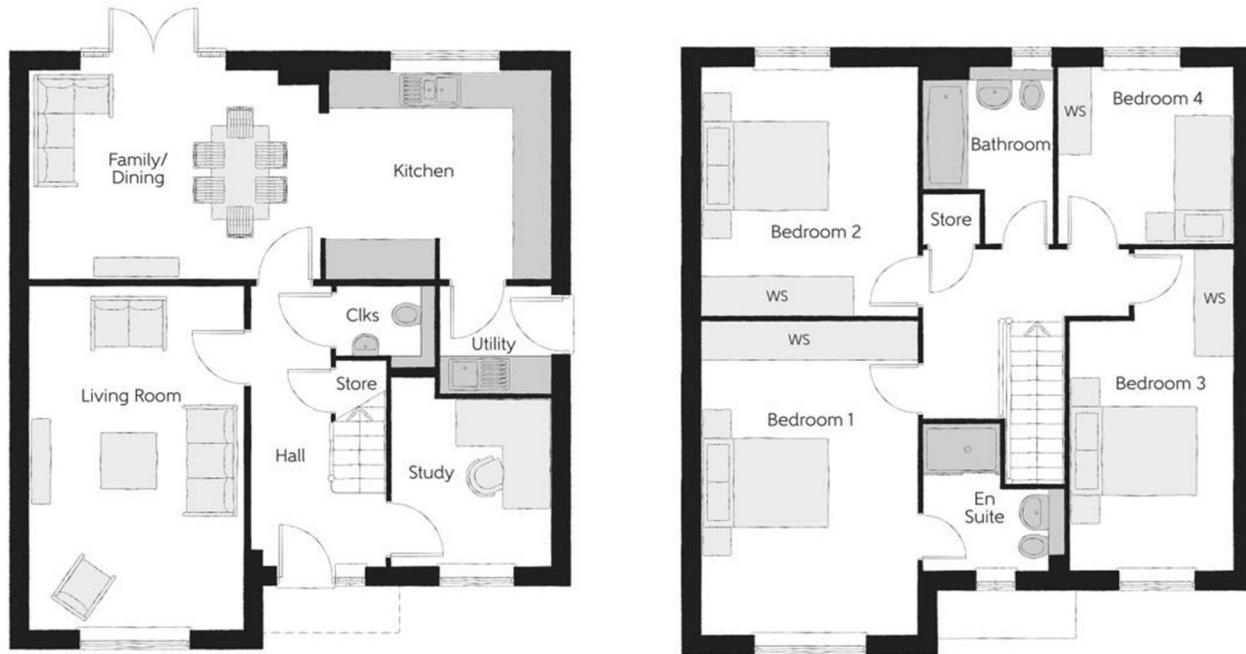 Family/
Dining
Kitchen
Clks
Utility
Living Room
Store
Hall
Study
Bedroom 4
WS
Bathroom
Store
Bedroom 2
WS
WS
WS
Bedroom 3
Bedroom 1
En
Suite